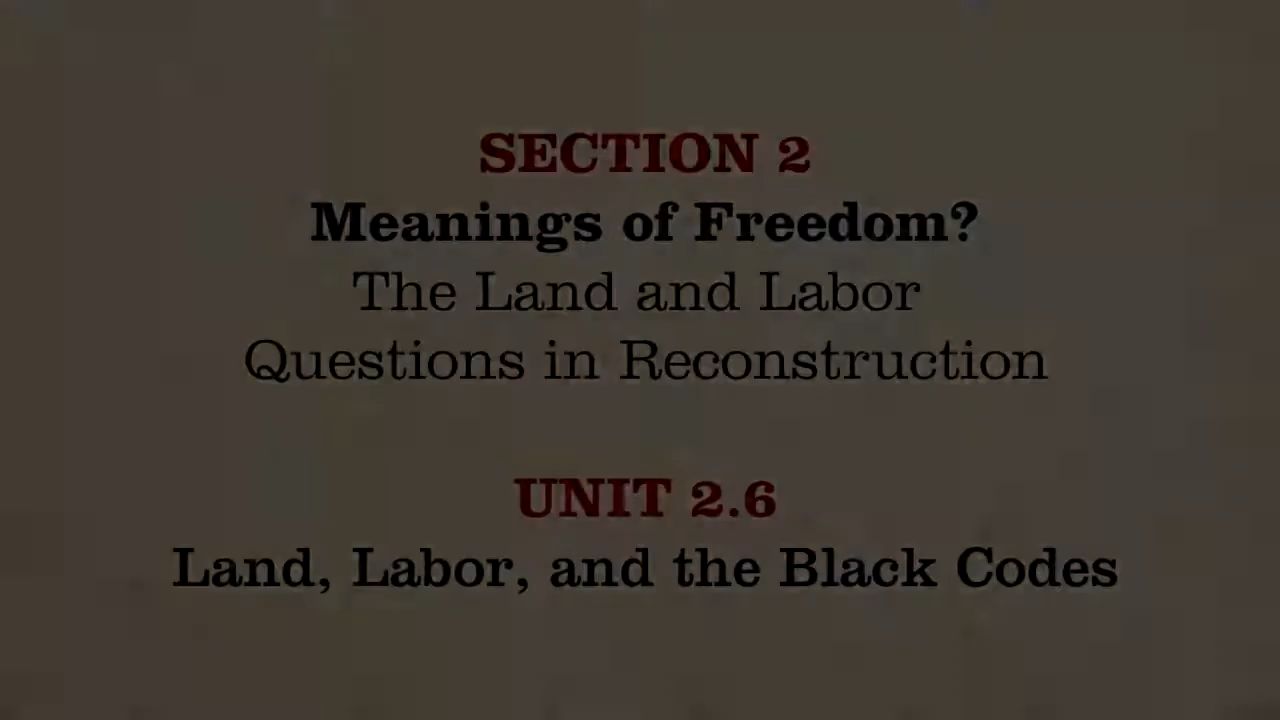 SECTION 2
Meanings of Freedom?
The Land and Labor
Questions in Reconstruction
UNIT 2.6
Land, Labor, and the Black Codes